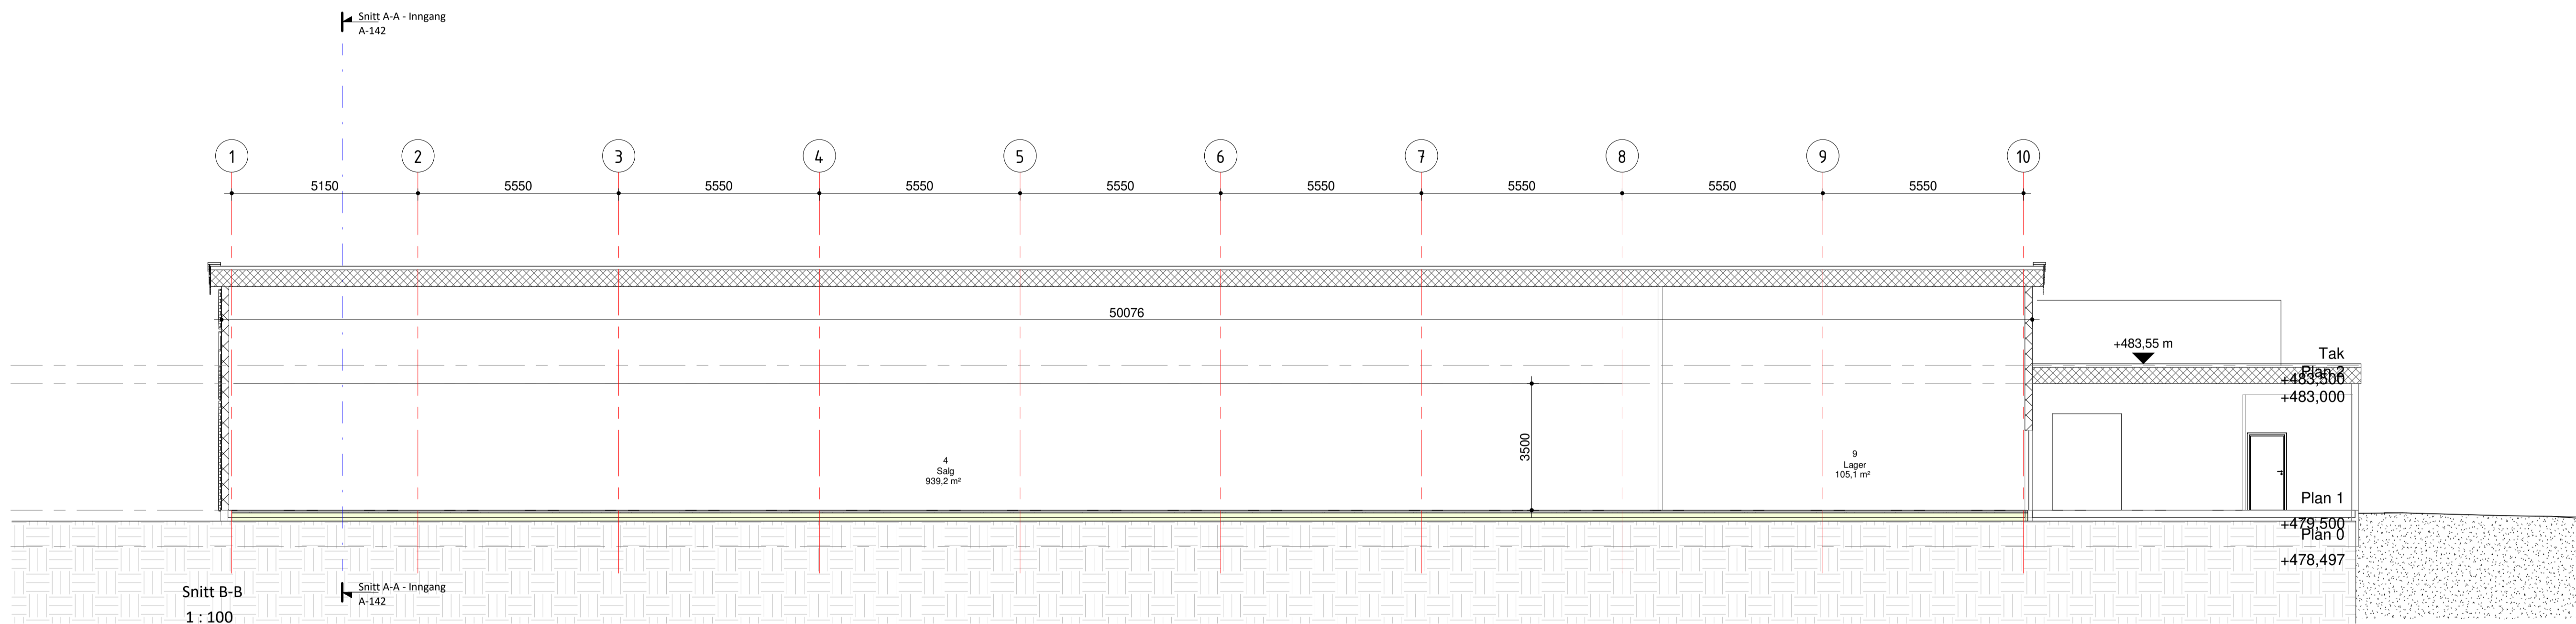 Snitt A-A - Inngang
A-142
1
2
3
4
5
6
7
8
9
10
5150
5550
5550
5550
5550
5550
5550
5550
5550
50076
+483,55 m
Tak
Plan 2
+483,500
+483,000
3500
4
Salg
939,2 m²
9
Lager
105,1 m²
Plan 1
+479,500
Plan 0
+478,497
Snitt B-B
1 : 100
Snitt A-A - Inngang
A-142